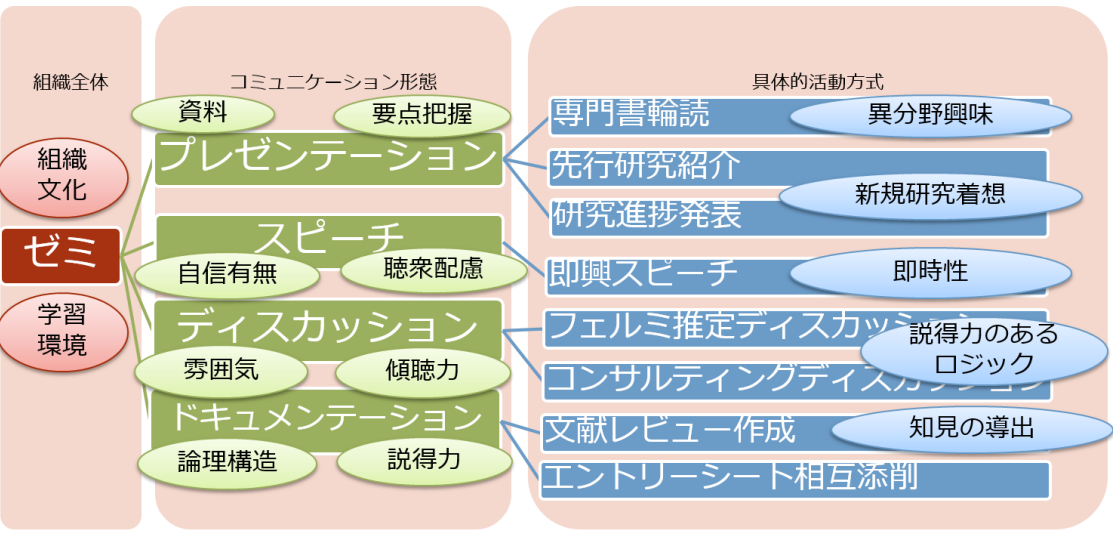 組織全体
組織
文化
ゼミ
学習
環境
コミュニケーション形態
資料
要点把握
プレゼンテーション
スピーチ
自信有無
聴衆配慮
ディスカッション
雰囲気
傾聴力
ドキュメンテーション
論理構造
説得力
具体的活動方式
専門書輪読
異分野興味
先行研究紹介
新規研究着想
研究進捗発表
即興スピーチ
即時性
フェルミ推定ディスカッション
説得力のある
ロジック
コンサルティングディスカッション
文献レビュー作成
知見の導出
エントリーシート相互添削